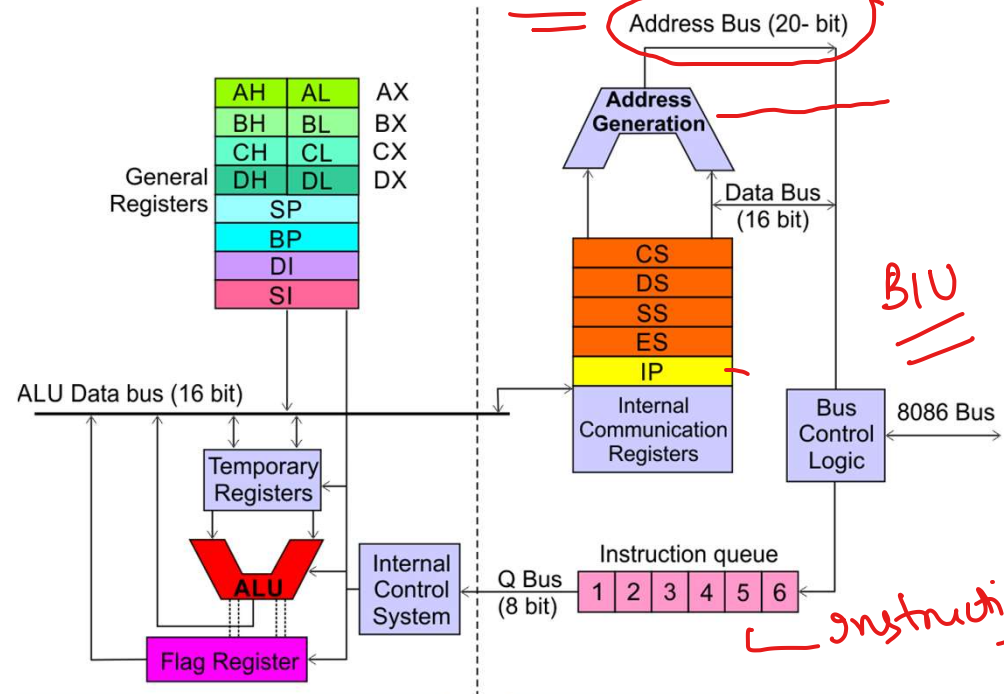 Address Bus (20- bit)
AH AL AX
BH BL BX
CH CL CX
DH DL DX
General
Registers
SP
BP
DI
SI
Address
Generation
Data Bus
(16 bit)
CS
DS
SS
ES
IP
Internal
Communication
Registers
BIU
ALU Data bus (16 bit)
Bus
Control
Logic
8086 Bus
Temporary
Registers
ALU
Flag Register
Internal
Control
System
Q Bus
(8 bit)
Instruction queue
1 2 3 4 5 6
Instructi